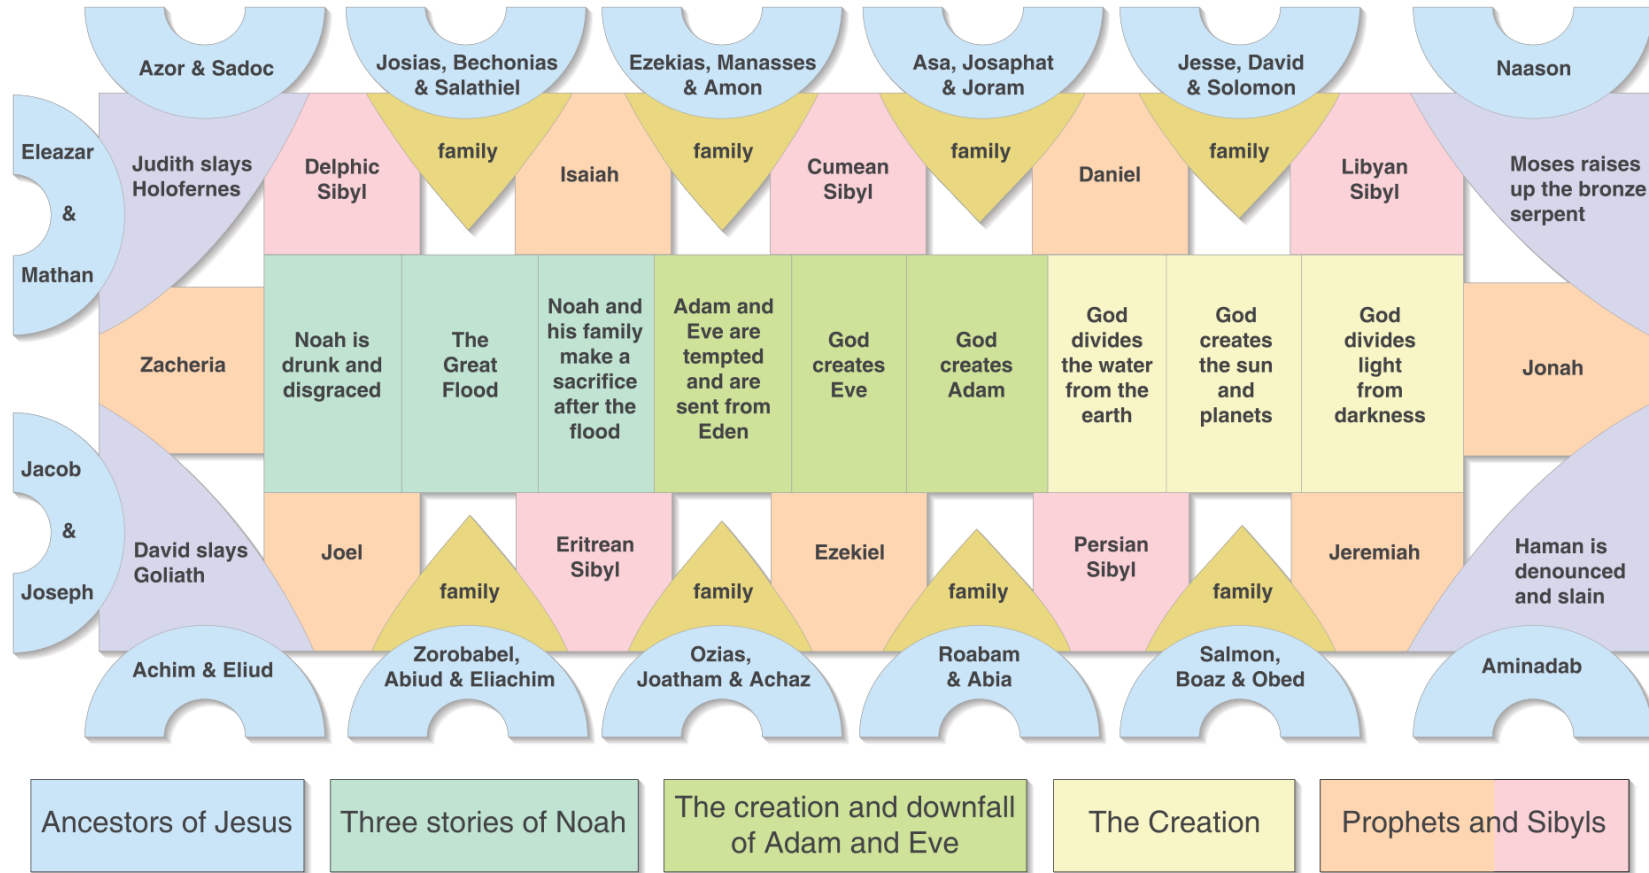 Azor & Sadoc
Josias, Bechonias
& Salathiel
Ezekias, Manasses
& Amon
Asa, Josaphat
& Joram
Jesse, David
& Solomon
Naason
Eleazar
&
Mathan
Judith slays
Holofernes
Delphic
Sibyl
family
Isaiah
family
Cumean
Sibyl
family
Daniel
family
Libyan
Sibyl
Moses raises
up the bronze
serpent
Zacheria
Noah is
drunk and
disgraced
The
Great
Flood
Noah and
his family
make a
sacrifice
after the
flood
Adam and
Eve are
tempted
and are
sent from
Eden
God
creates
Eve
God
creates
Adam
God
divides
the water
from the
earth
God
creates
the sun
and
planets
God
divides
light
from
darkness
Jonah
Jacob
&
Joseph
David slays
Goliath
Joel
family
Eritrean
Sibyl
family
Ezekiel
family
Persian
Sibyl
family
Jeremiah
Haman is
denounced
and slain
Achim & Eliud
Zorobabel,
Abiud & Eliachim
Ozias,
Joatham & Achaz
Roabam
& Abia
Salmon,
Boaz & Obed
Aminadab
Ancestors of Jesus
Three stories of Noah
The creation and downfall
of Adam and Eve
The Creation
Prophets and Sibyls